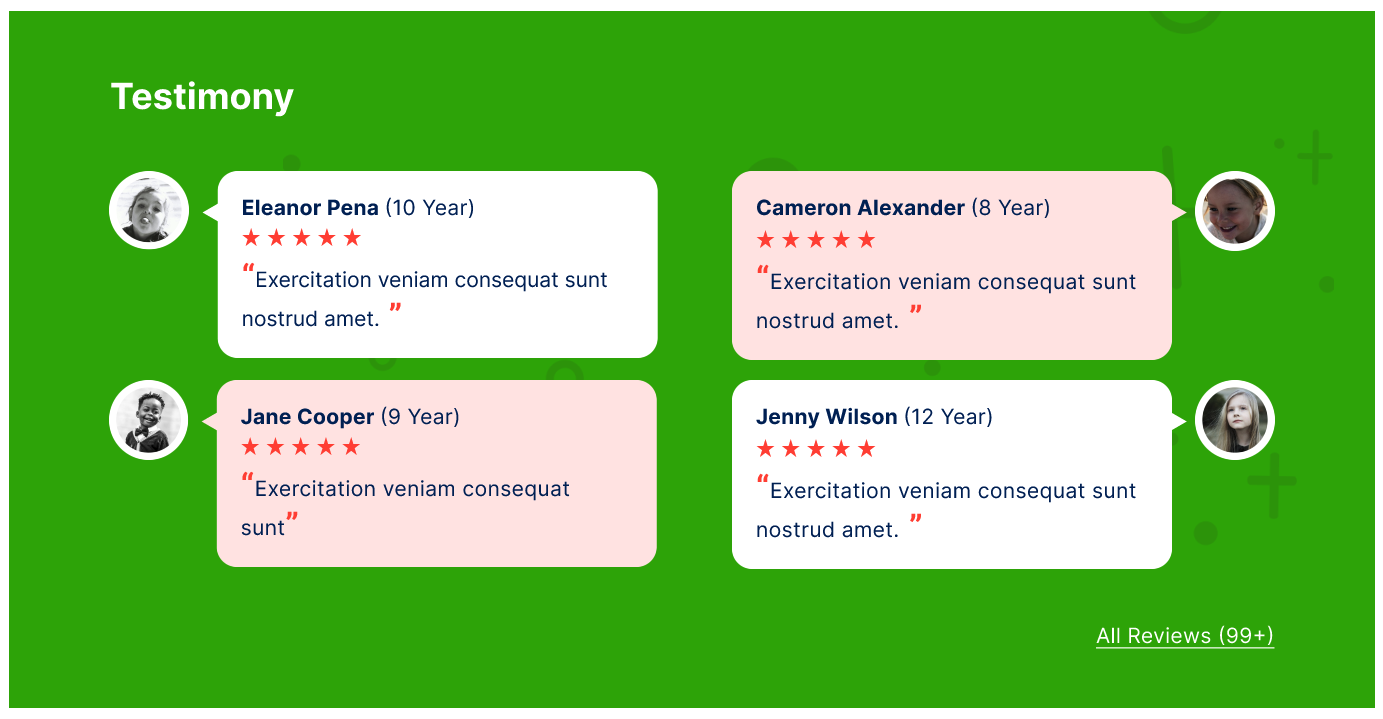 Testimony
Eleanor Pena (10 Year)
★★★★★
“Exercitation veniam consequat sunt
nostrud amet. ”
Cameron Alexander (8 Year)
★★★★★
“Exercitation veniam consequat sunt
nostrud amet. ”
Jane Cooper (9 Year)
★★★★★
“Exercitation veniam consequat
sunt”
Jenny Wilson (12 Year)
★★★★★
“Exercitation veniam consequat sunt
nostrud amet. ”
All Reviews (99+)